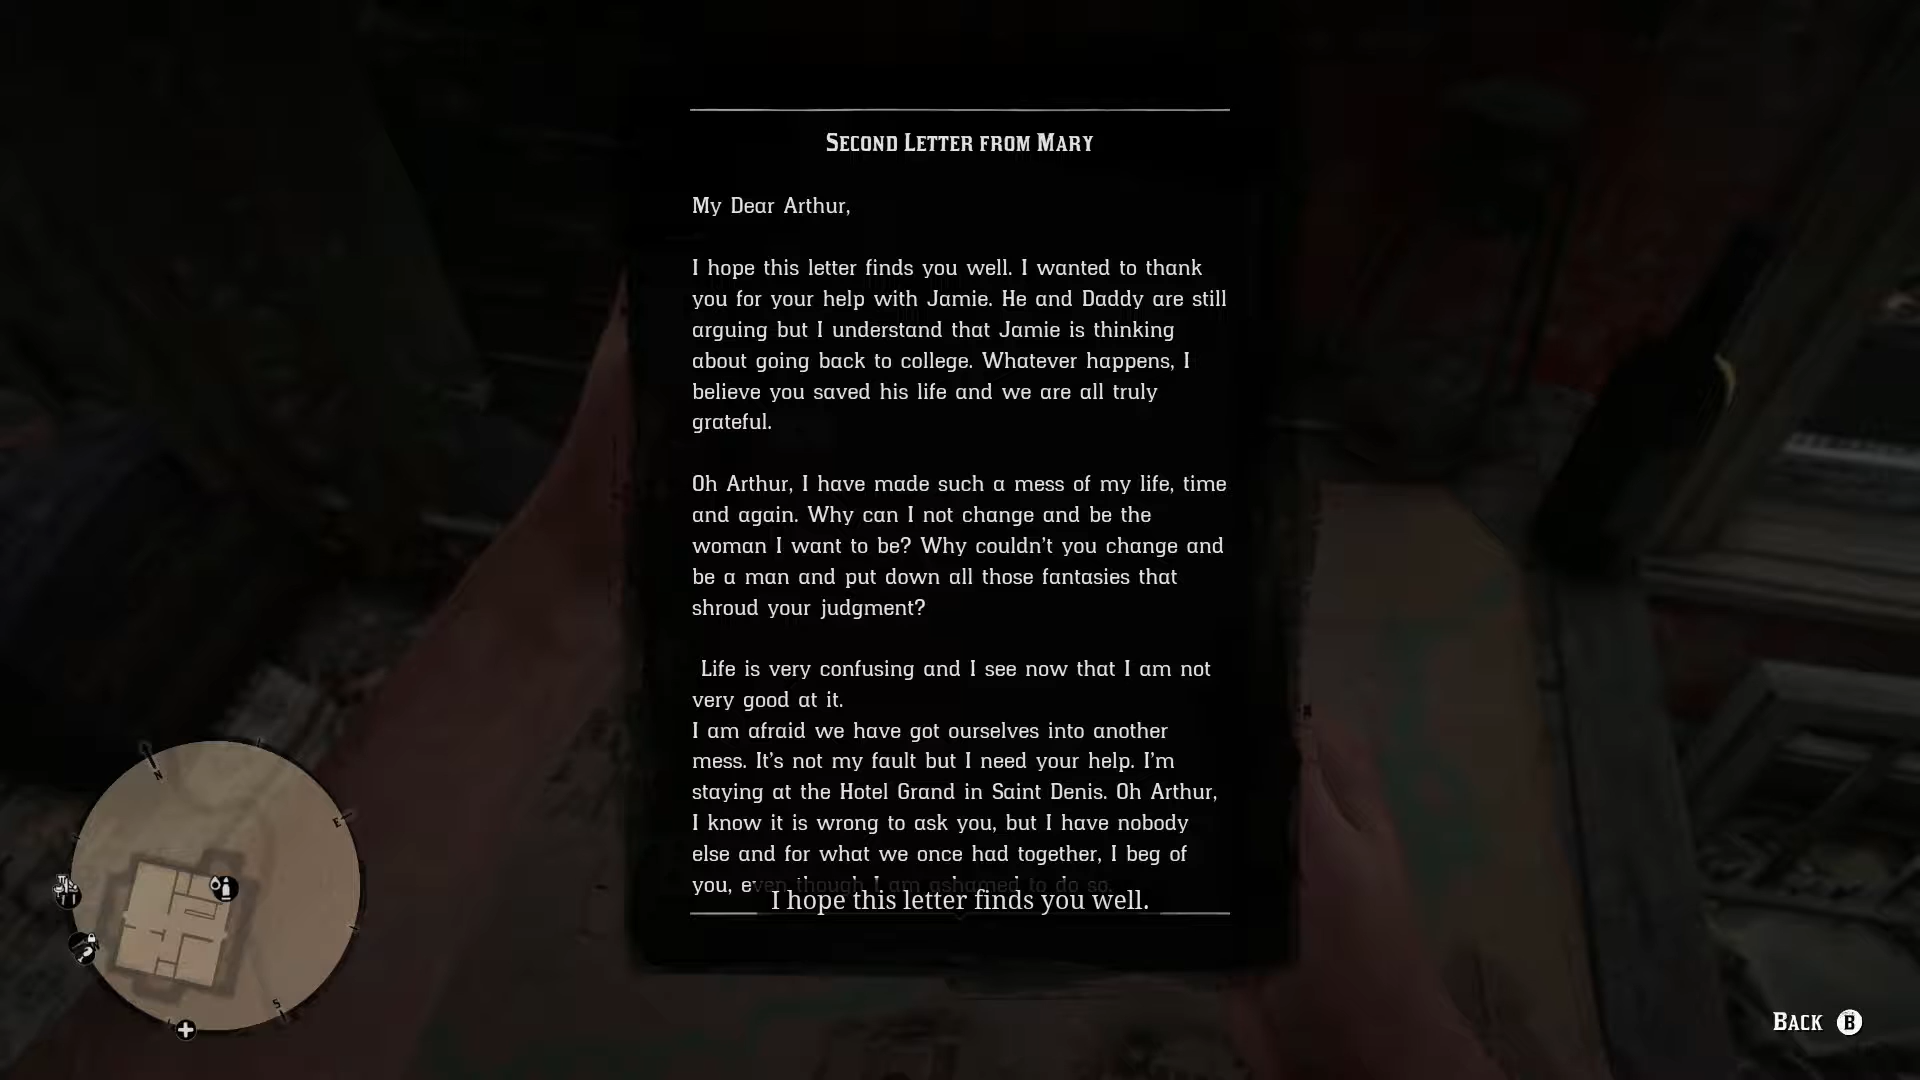 Second Letter from Mary
My Dear Arthur,
I hope this letter finds you well. I wanted to thank
you for your help with Jamie. He and Daddy are still
arguing but I understand that Jamie is thinking
about going back to college. Whatever happens, I
believe you saved his life and we are all truly
grateful.
Oh Arthur, I have made such a mess of my life, time
and again. Why can I not change and be the
woman I want to be? Why couldn't you change and
be a man and put down all those fantasies that
shroud your judgment?
Life is very confusing and I see now that I am not
very good at it.
I am afraid we have got ourselves into another
mess. It's not my fault but I need your help. I'm
staying at the Hotel Grand in Saint Denis. Oh Arthur,
I know it is wrong to ask you, but I have nobody
else and for what we once had together, I beg of
you, even though I am ashamed to do so.
I hope this letter finds you well.
N
E
S
Back B